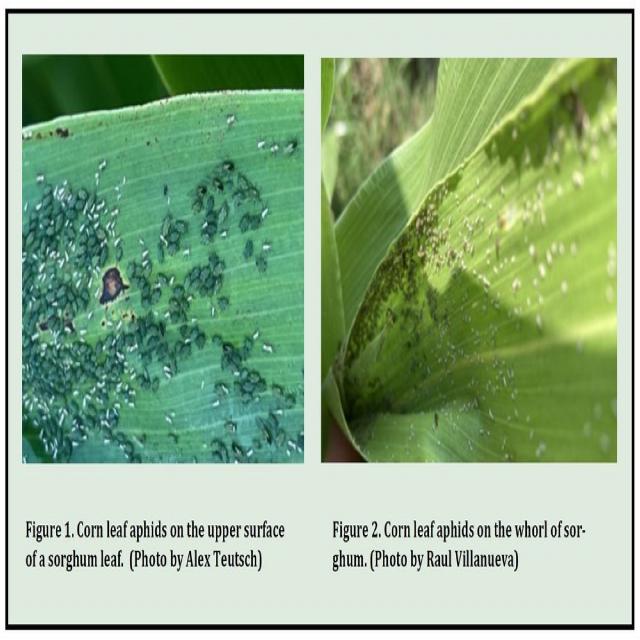 Figure 1. Corn leaf aphids on the upper surface
of a sorghum leaf. (Photo by Alex Teutsch)
Figure 2. Corn leaf aphids on the whorl of sor-
ghum. (Photo by Raul Villanueva)